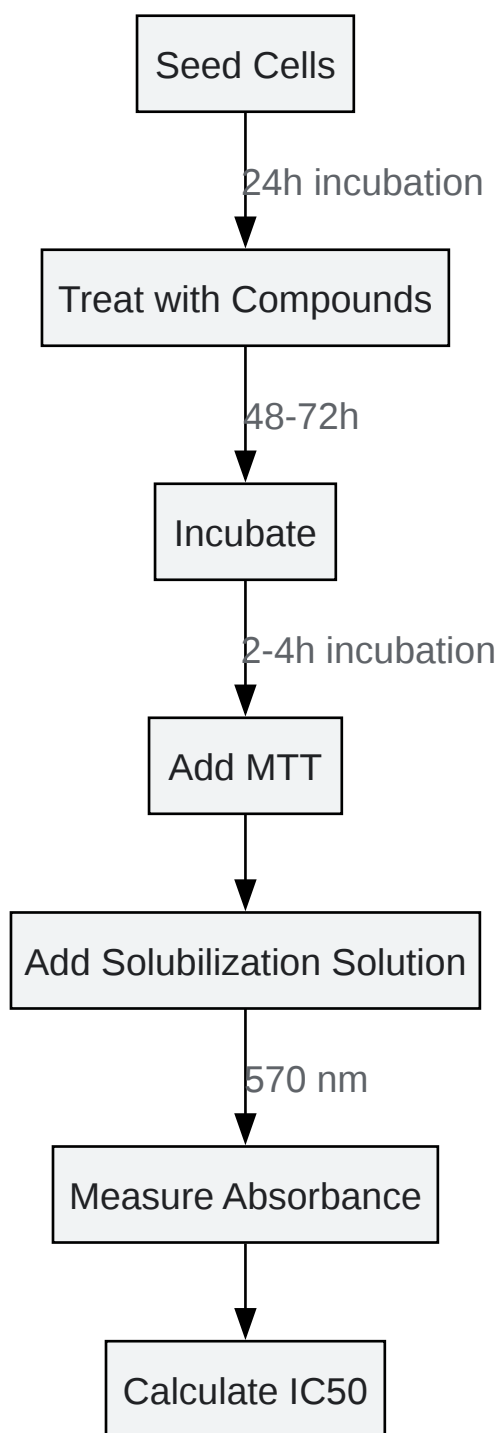 Seed Cells
24h incubation
Treat with Compounds
48-72h
Incubate
2-4h incubation
Add MTT
Add Solubilization Solution
570 nm
Measure Absorbance
Calculate IC50